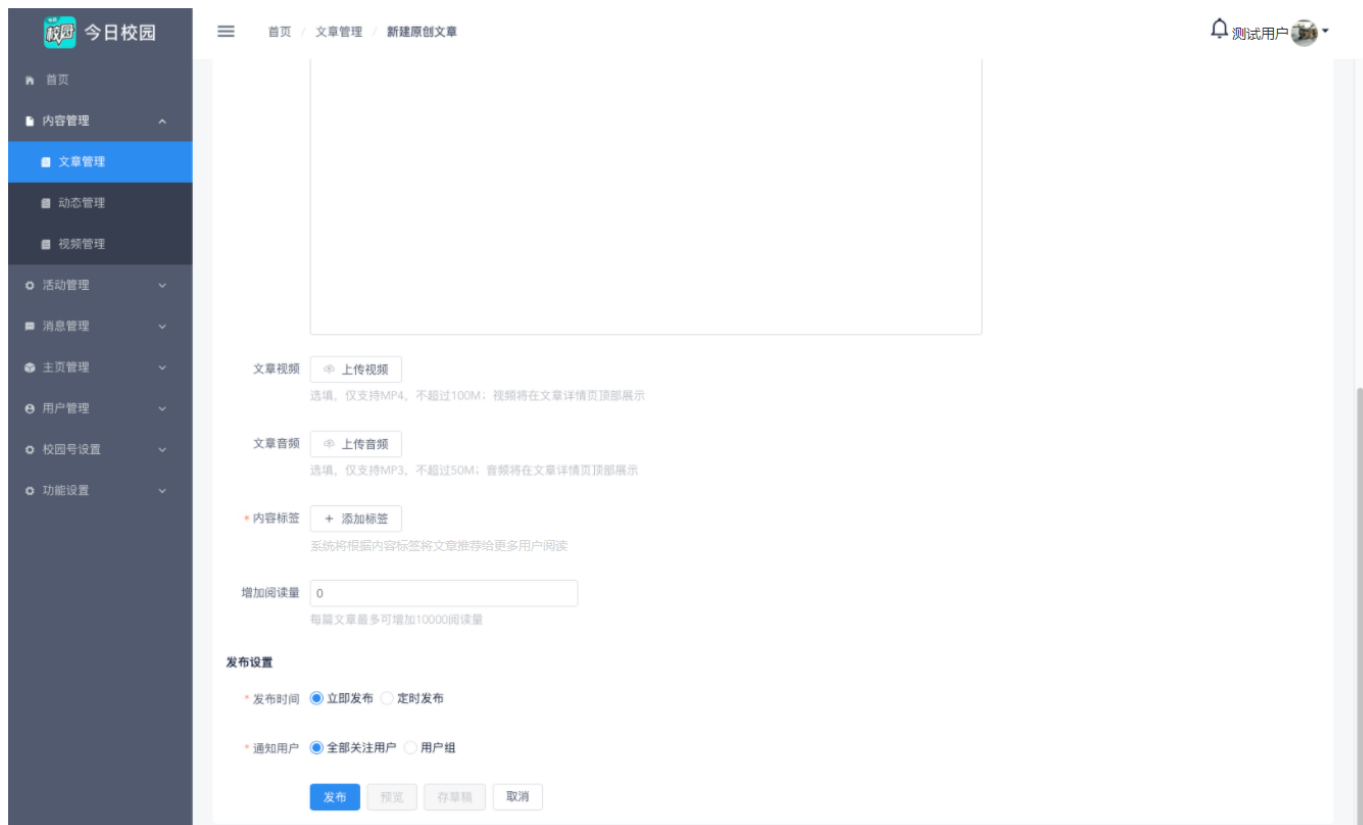 校园 今日校园
首页 / 文章管理 / 新建原创文章
测试用户
首页
内容管理
文章管理
动态管理
视频管理
活动管理
消息管理
主页管理
用户管理
校园号设置
功能设置
文章视频 上传视频
选填，仅支持MP4，不超过100M；视频将在文章详情页顶部展示
文章音频 上传音频
选填，仅支持MP3，不超过50M；音频将在文章详情页顶部展示
* 内容标签 + 添加标签
系统将根据内容标签将文章推荐给更多用户阅读
增加阅读量 0
每篇文章最多可增加10000阅读量
发布设置
* 发布时间 立即发布 定时发布
* 通知用户 全部关注用户 用户组
发布 预览 存草稿 取消